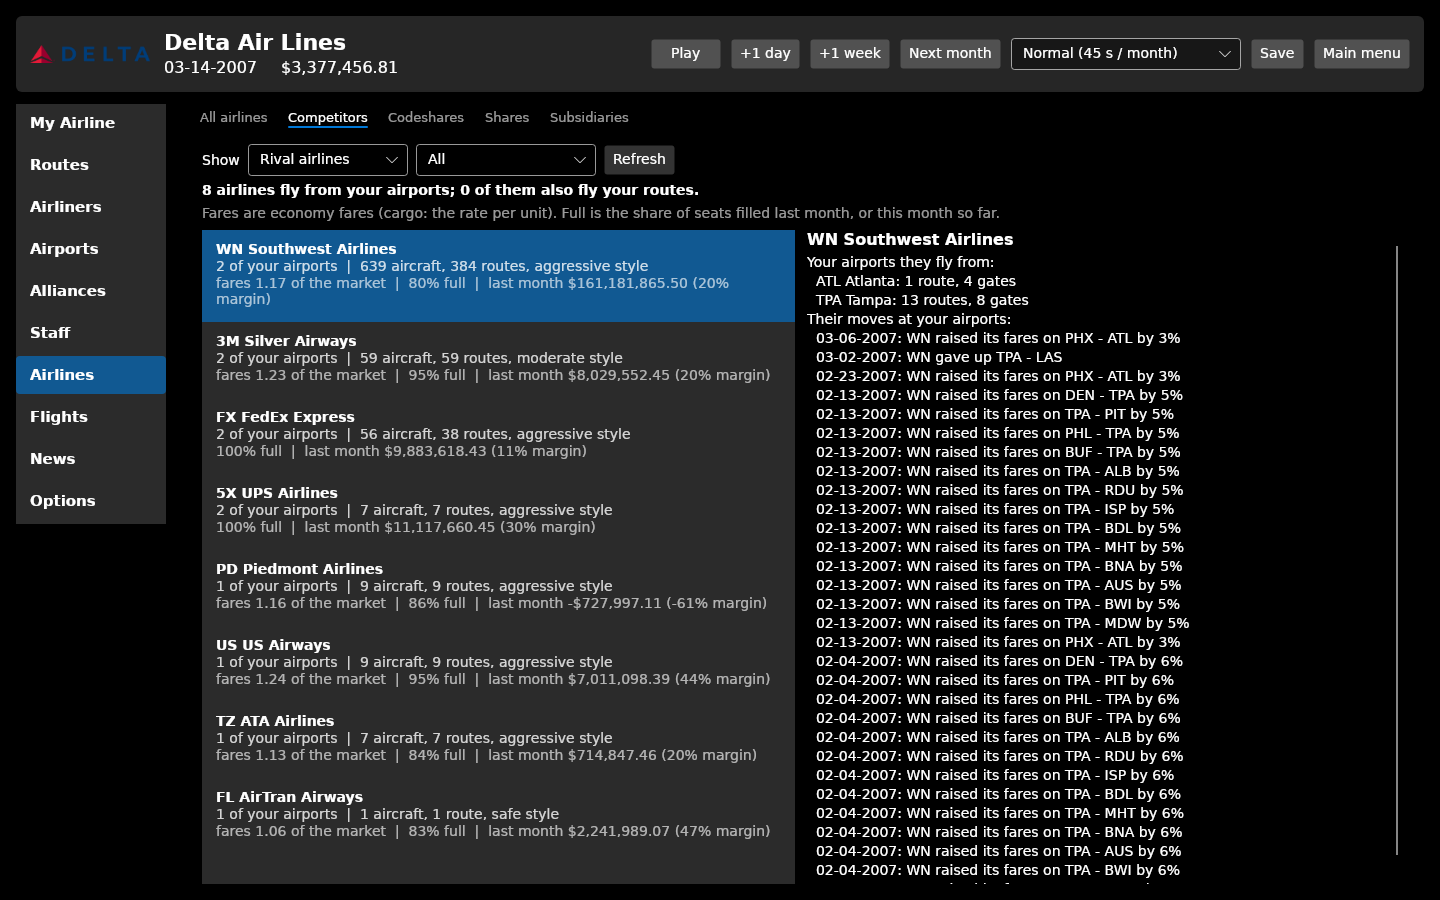 DELTA
Delta Air Lines
03-14-2007 $3,377,456.81
Play
+1 day
+1 week
Next month
Normal (45 s / month)
Save
Main menu
My Airline
Routes
Airliners
Airports
Alliances
Staff
Airlines
Flights
News
Options
All airlines
Competitors
Codeshares
Shares
Subsidiaries
Show
Rival airlines
All
Refresh
8 airlines fly from your airports; 0 of them also fly your routes.
Fares are economy fares (cargo: the rate per unit). Full is the share of seats filled last month, or this month so far.
WN Southwest Airlines
2 of your airports | 639 aircraft, 384 routes, aggressive style
fares 1.17 of the market | 80% full | last month $161,181,865.50 (20%
margin)
3M Silver Airways
2 of your airports | 59 aircraft, 59 routes, moderate style
fares 1.23 of the market | 95% full | last month $8,029,552.45 (20% margin)
FX FedEx Express
2 of your airports | 56 aircraft, 38 routes, aggressive style
100% full | last month $9,883,618.43 (11% margin)
5X UPS Airlines
2 of your airports | 7 aircraft, 7 routes, aggressive style
100% full | last month $11,117,660.45 (30% margin)
PD Piedmont Airlines
1 of your airports | 9 aircraft, 9 routes, aggressive style
fares 1.16 of the market | 86% full | last month -$727,997.11 (-61% margin)
US US Airways
1 of your airports | 9 aircraft, 9 routes, aggressive style
fares 1.24 of the market | 95% full | last month $7,011,098.39 (44% margin)
TZ ATA Airlines
1 of your airports | 7 aircraft, 7 routes, aggressive style
fares 1.13 of the market | 84% full | last month $714,847.46 (20% margin)
FL AirTran Airways
1 of your airports | 1 aircraft, 1 route, safe style
fares 1.06 of the market | 83% full | last month $2,241,989.07 (47% margin)
WN Southwest Airlines
Your airports they fly from:
ATL Atlanta: 1 route, 4 gates
TPA Tampa: 13 routes, 8 gates
Their moves at your airports:
03-06-2007: WN raised its fares on PHX - ATL by 3%
03-02-2007: WN gave up TPA - LAS
02-23-2007: WN raised its fares on PHX - ATL by 3%
02-13-2007: WN raised its fares on DEN - TPA by 5%
02-13-2007: WN raised its fares on TPA - PIT by 5%
02-13-2007: WN raised its fares on PHL - TPA by 5%
02-13-2007: WN raised its fares on BUF - TPA by 5%
02-13-2007: WN raised its fares on TPA - ALB by 5%
02-13-2007: WN raised its fares on TPA - RDU by 5%
02-13-2007: WN raised its fares on TPA - ISP by 5%
02-13-2007: WN raised its fares on TPA - BDL by 5%
02-13-2007: WN raised its fares on TPA - MHT by 5%
02-13-2007: WN raised its fares on TPA - BNA by 5%
02-13-2007: WN raised its fares on TPA - AUS by 5%
02-13-2007: WN raised its fares on TPA - BWI by 5%
02-13-2007: WN raised its fares on TPA - MDW by 5%
02-13-2007: WN raised its fares on PHX - ATL by 3%
02-04-2007: WN raised its fares on DEN - TPA by 6%
02-04-2007: WN raised its fares on TPA - PIT by 6%
02-04-2007: WN raised its fares on PHL - TPA by 6%
02-04-2007: WN raised its fares on BUF - TPA by 6%
02-04-2007: WN raised its fares on TPA - ALB by 6%
02-04-2007: WN raised its fares on TPA - RDU by 6%
02-04-2007: WN raised its fares on TPA - ISP by 6%
02-04-2007: WN raised its fares on TPA - BDL by 6%
02-04-2007: WN raised its fares on TPA - MHT by 6%
02-04-2007: WN raised its fares on TPA - BNA by 6%
02-04-2007: WN raised its fares on TPA - AUS by 6%
02-04-2007: WN raised its fares on TPA - BWI by 6%